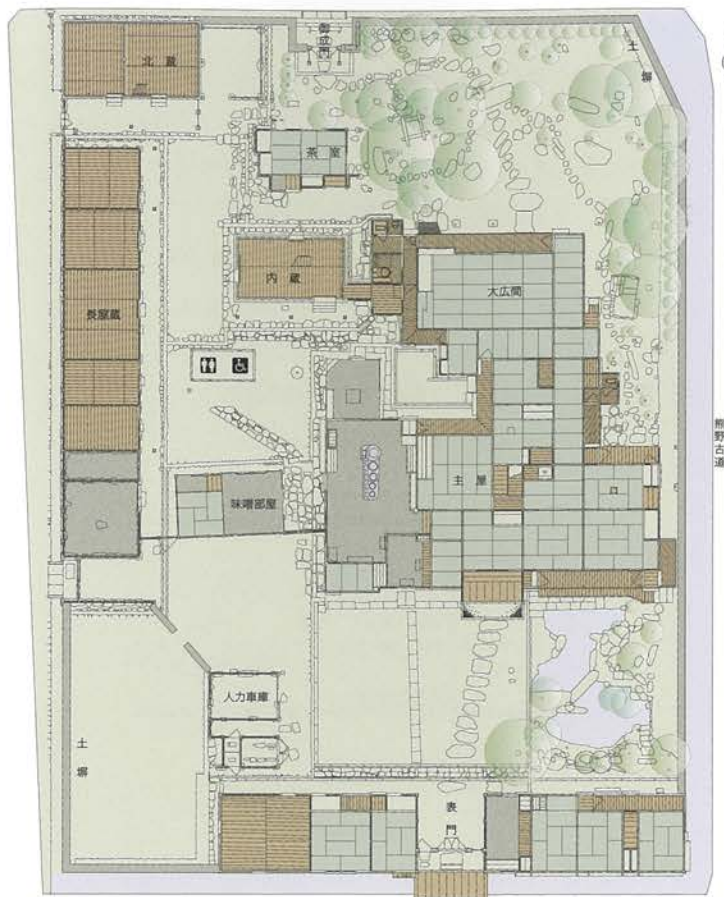 御成門
土塀
北蔵
茶室
内蔵
大広間
長屋蔵
熊野古道
味噌部屋
主屋
人力車庫
土塀
表門